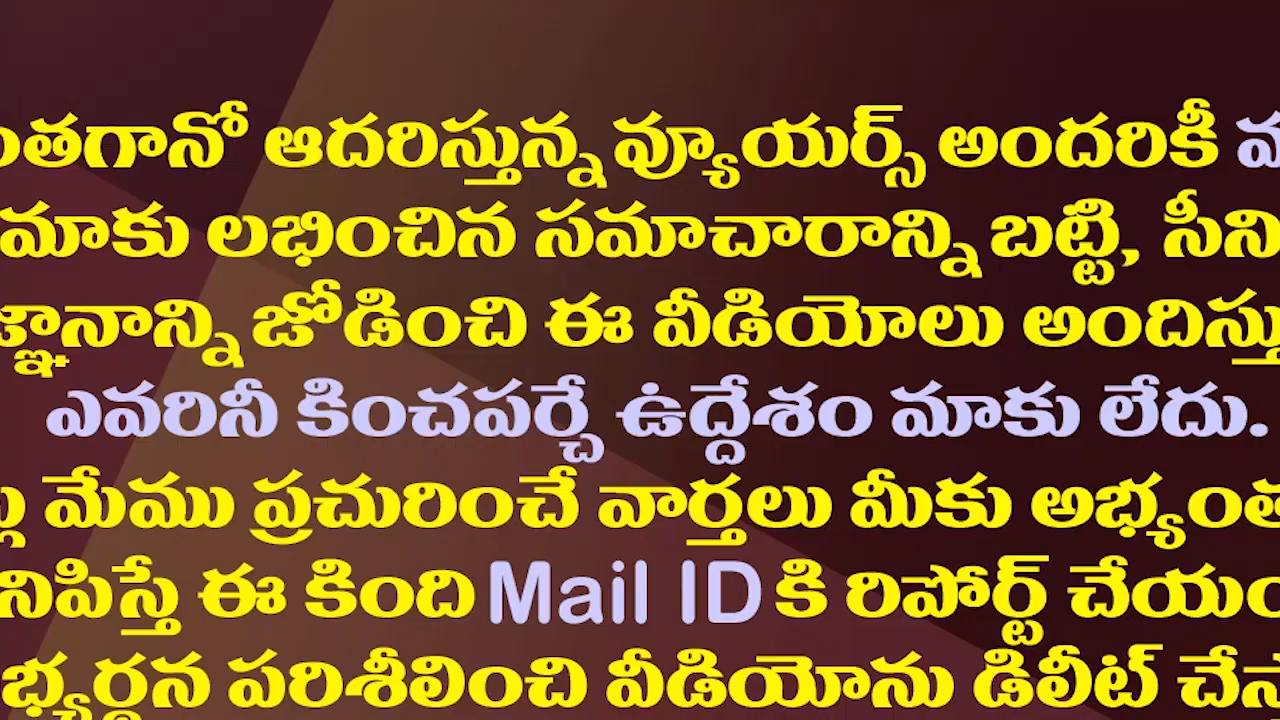 ఆదరిస్తున్న వ్యూయర్స్ అందరికీ
మాకు లభించిన సమాచారాన్ని బట్టి,
జోడించి ఈ వీడియోలు
ఎవరినీ కించపర్చే ఉద్దేశం మాకు లేదు.
మేము ప్రచురించే వార్తలు మీకు
ఈ కింది Mail ID కి రిపోర్ట్
పరిశీలించి వీడియోను డిలీట్